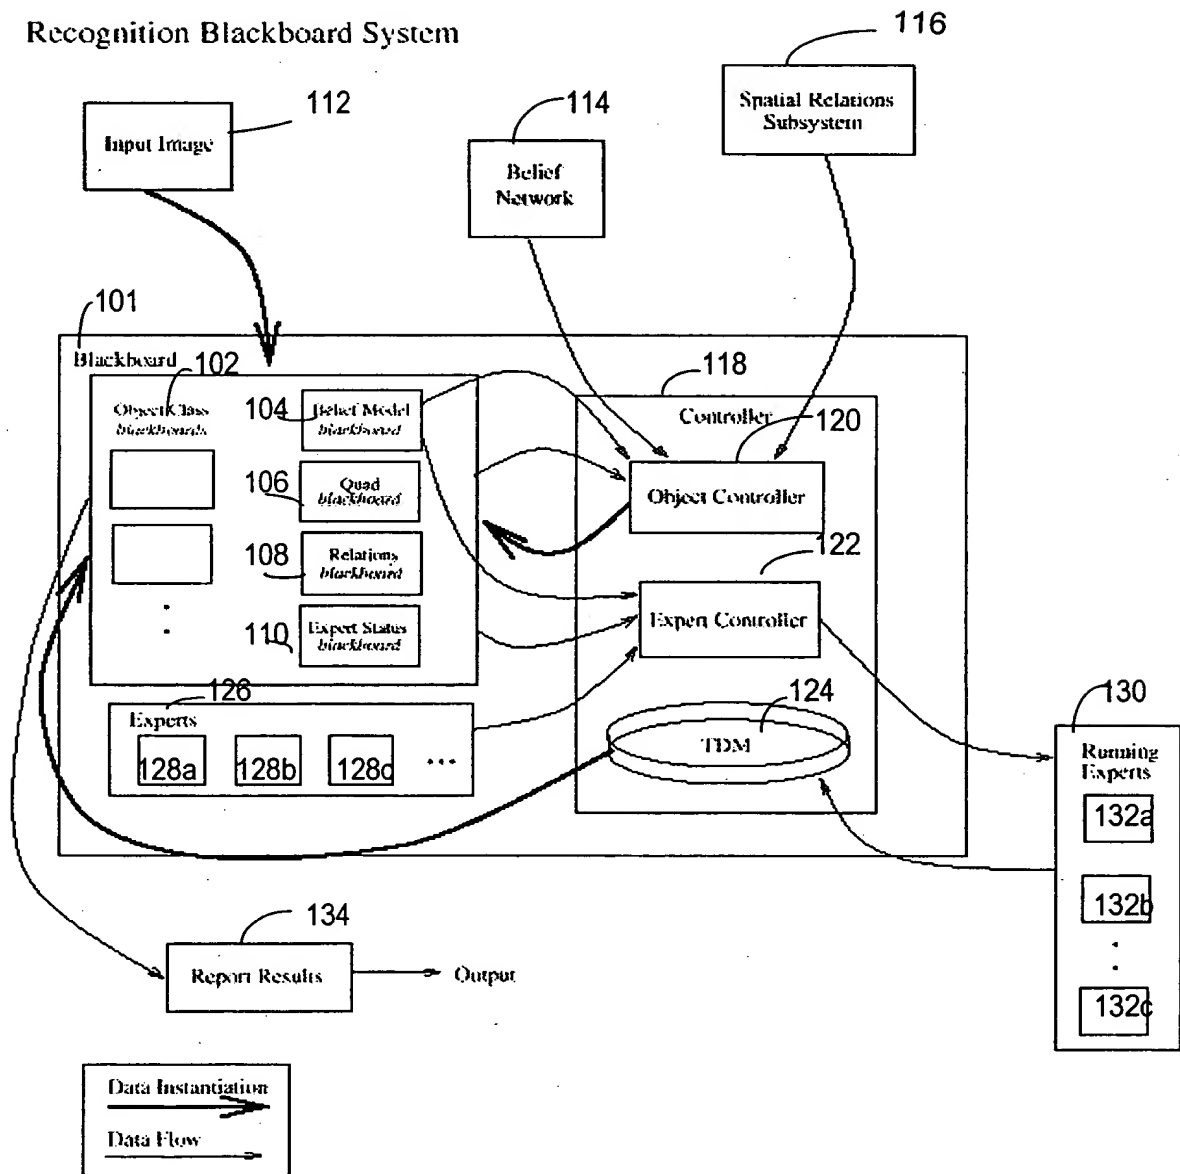 Recognition Blackboard System
116
112
114
Spatial Relations
Subsystem
Input Image
Belief
Network
101
Blackboard
102
118
Object Class
blackboards
104
Belief Model
blackboard
Controller
120
106
Quad
blackboard
Object Controller
108
Relations
blackboard
122
110
Expert Status
blackboard
Expert Controller
126
Experts
128a
128b
128c
...
124
TDM
130
Running
Experts
132a
132b
132c
134
Report Results
Output
Data Instantiation
Data Flow